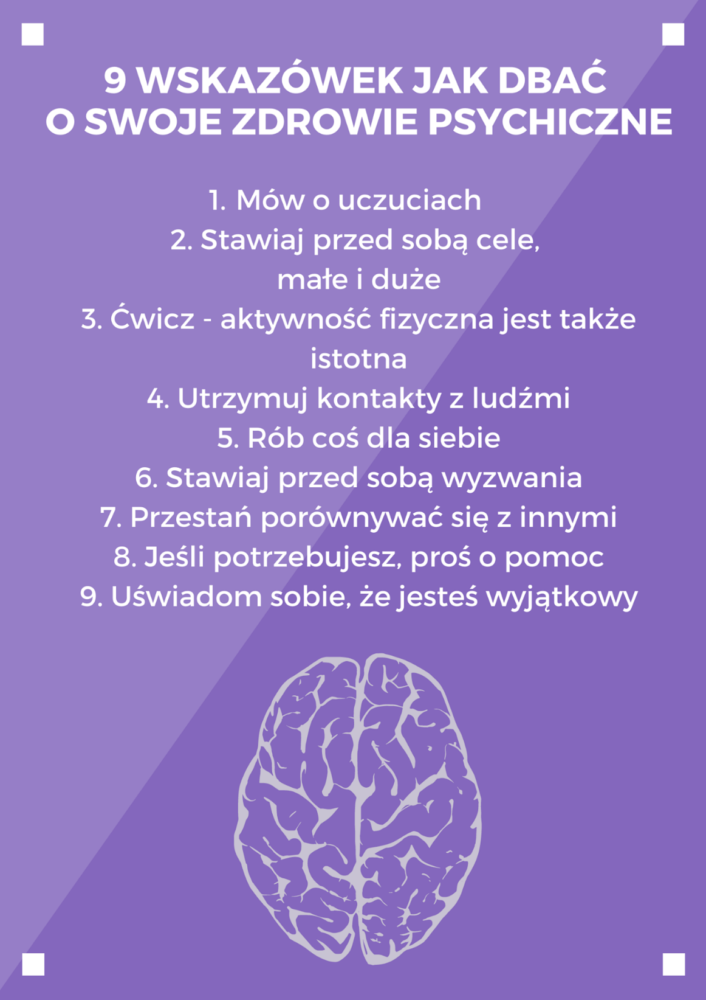 9 WSKAZÓWEK JAK DBAĆ
O SWOJE ZDROWIE PSYCHICZNE
1. Mów o uczuciach
2. Stawiaj przed sobą cele,
małe i duże
3. Ćwicz - aktywność fizyczna jest także
istotna
4. Utrzymuj kontakty z ludźmi
5. Rób coś dla siebie
6. Stawiaj przed sobą wyzwania
7. Przestań porównywać się z innymi
8. Jeśli potrzebujesz, proś o pomoc
9. Uświadom sobie, że jesteś wyjątkowy